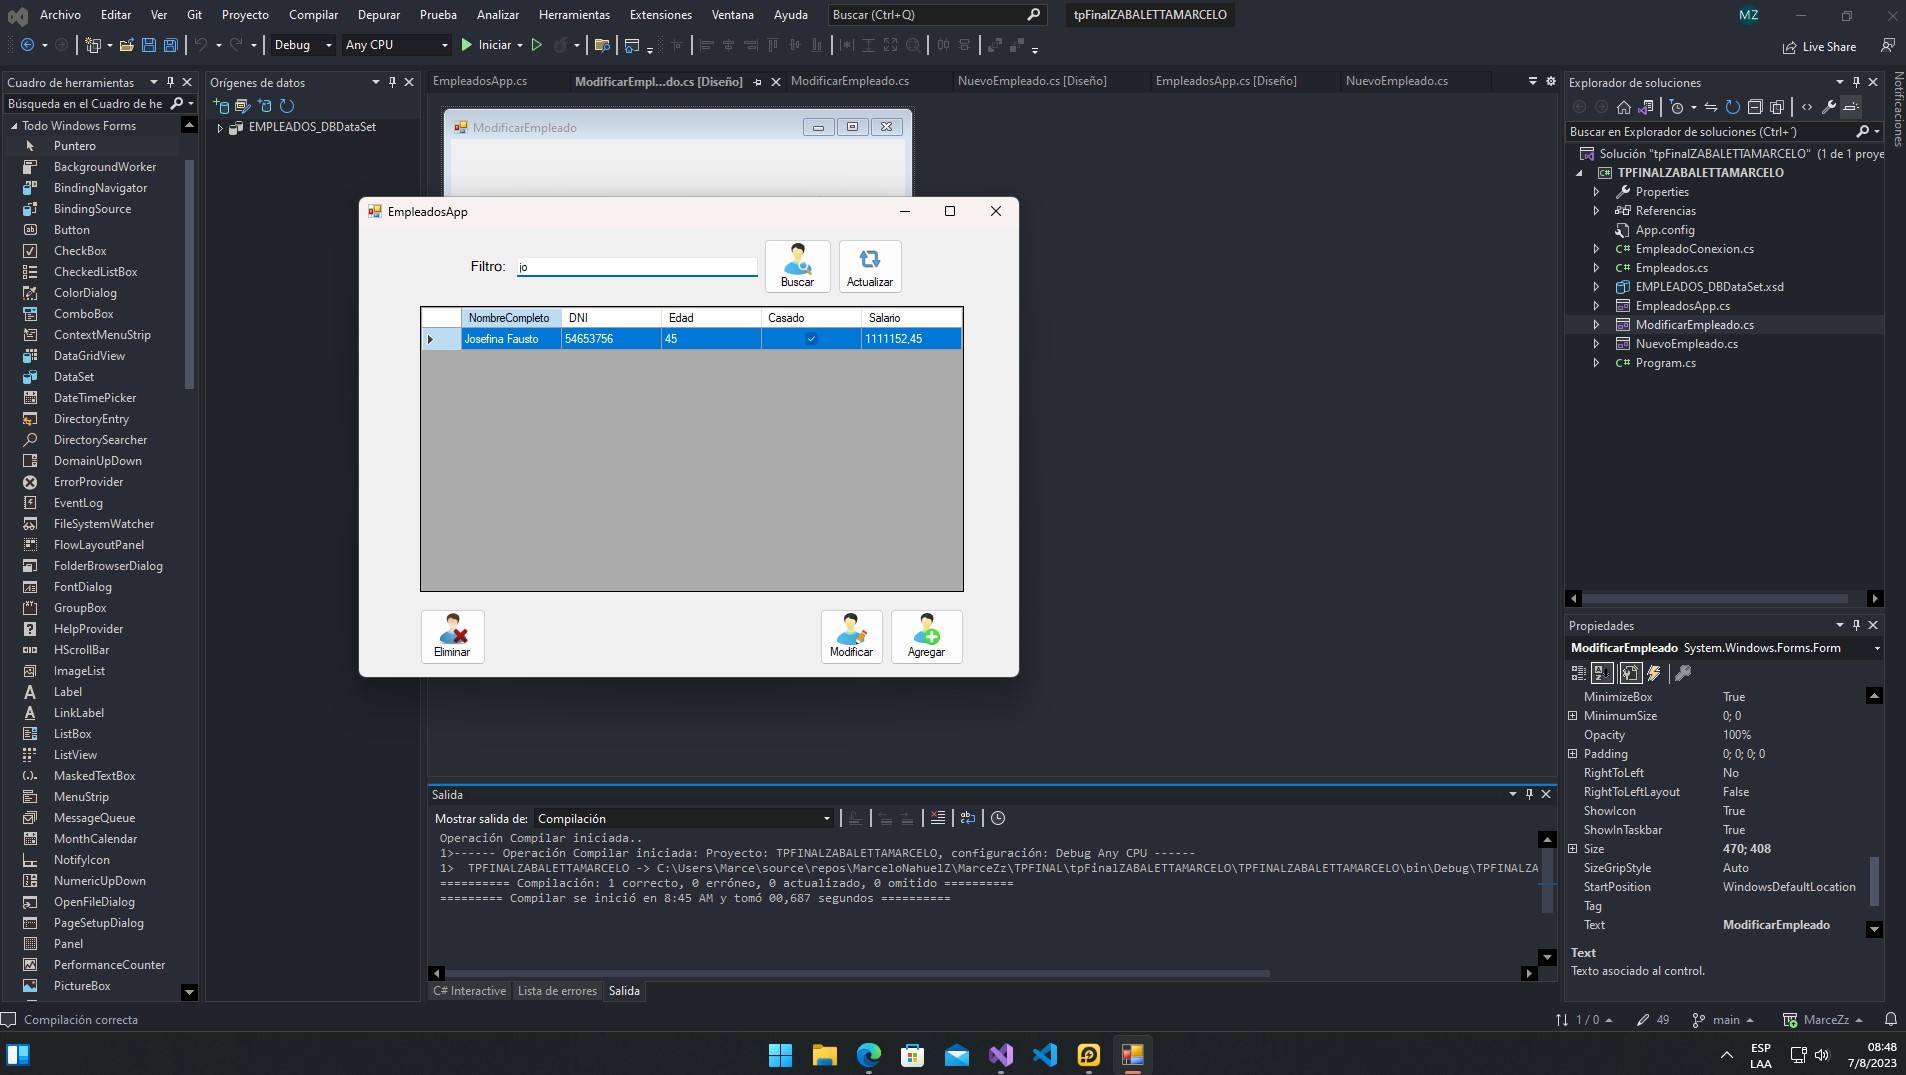 Archivo Editar Ver Git Proyecto Compilar Depurar Prueba Analizar Herramientas Extensiones Ventana Ayuda Buscar (Ctrl+Q) tpFinalZABALETTAMARCELO MZ
Debug Any CPU Iniciar Live Share
Cuadro de herramientas
Búsqueda en el Cuadro de he
Todo Windows Forms
Puntero
BackgroundWorker
BindingNavigator
BindingSource
Button
CheckBox
CheckedListBox
ColorDialog
ComboBox
ContextMenuStrip
DataGridView
DataSet
DateTimePicker
DirectoryEntry
DirectorySearcher
DomainUpDown
ErrorProvider
EventLog
FileSystemWatcher
FlowLayoutPanel
FolderBrowserDialog
FontDialog
GroupBox
HelpProvider
HScrollBar
ImageList
Label
LinkLabel
ListBox
ListView
MaskedTextBox
MenuStrip
MessageQueue
MonthCalendar
NotifyIcon
NumericUpDown
OpenFileDialog
PageSetupDialog
Panel
PerformanceCounter
PictureBox
Orígenes de datos
EMPLEADOS_DBDataSet
EmpleadosApp.cs ModificarEmpl...do.cs [Diseño] ModificarEmpleado.cs NuevoEmpleado.cs [Diseño] EmpleadosApp.cs [Diseño] NuevoEmpleado.cs
ModificarEmpleado
EmpleadosApp
Filtro: jo Buscar Actualizar
NombreCompleto DNI Edad Casado Salario
Josefina Fausto 54653756 45 1111152,45
Eliminar Modificar Agregar
Salida
Mostrar salida de: Compilación
Operación Compilar iniciada..
1>------ Operación Compilar iniciada: Proyecto: TPFINALZABALETTAMARCELO, configuración: Debug Any CPU ------
1>  TPFINALZABALETTAMARCELO -> C:\Users\Marce\source\repos\MarceloNahuelZ\MarceZz\TPFINAL\tpFinalZABALETTAMARCELO\TPFINALZABALETTAMARCELO\bin\Debug\TPFINALZA
========== Compilación: 1 correcto, 0 erróneo, 0 actualizado, 0 omitido ==========
========= Compilar se inició en 8:45 AM y tomó 00,687 segundos ==========
C# Interactive Lista de errores Salida
Explorador de soluciones
Buscar en Explorador de soluciones (Ctrl+´)
Solución "tpFinalZABALETTAMARCELO" (1 de 1 proye
TPFINALZABALETTAMARCELO
Properties
Referencias
App.config
C# EmpleadoConexion.cs
C# Empleados.cs
EMPLEADOS_DBDataSet.xsd
EmpleadosApp.cs
ModificarEmpleado.cs
NuevoEmpleado.cs
C# Program.cs
Notificaciones
Propiedades
ModificarEmpleado System.Windows.Forms.Form
MinimizeBox True
MinimumSize 0; 0
Opacity 100%
Padding 0; 0; 0; 0
RightToLeft No
RightToLeftLayout False
ShowIcon True
ShowInTaskbar True
Size 470; 408
SizeGripStyle Auto
StartPosition WindowsDefaultLocation
Tag
Text ModificarEmpleado
Text
Texto asociado al control.
Compilación correcta 1 / 0 49 main MarceZz
ESP
LAA
08:48
7/8/2023